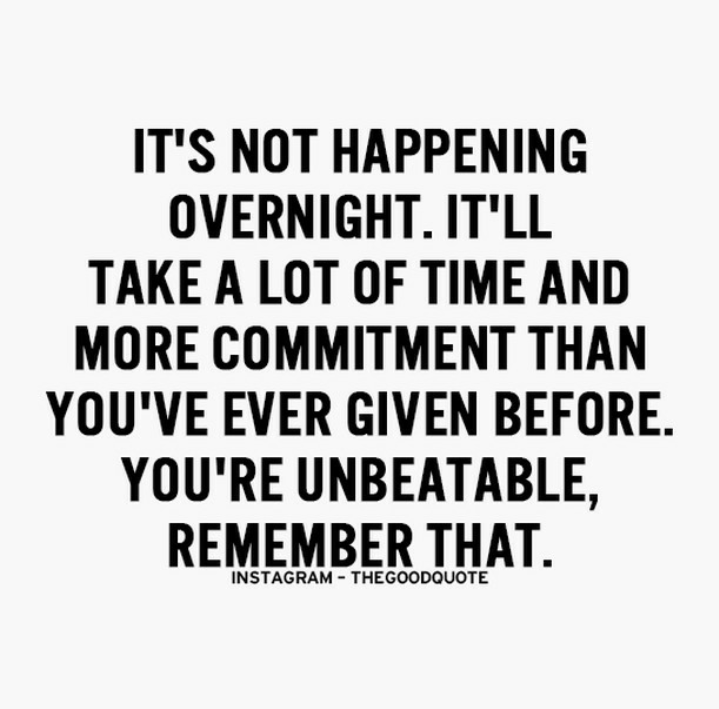 IT'S NOT HAPPENING
OVERNIGHT. IT'LL
TAKE A LOT OF TIME AND
MORE COMMITMENT THAN
YOU'VE EVER GIVEN BEFORE.
YOU'RE UNBEATABLE,
REMEMBER THAT.
INSTAGRAM - THEGOODQUOTE